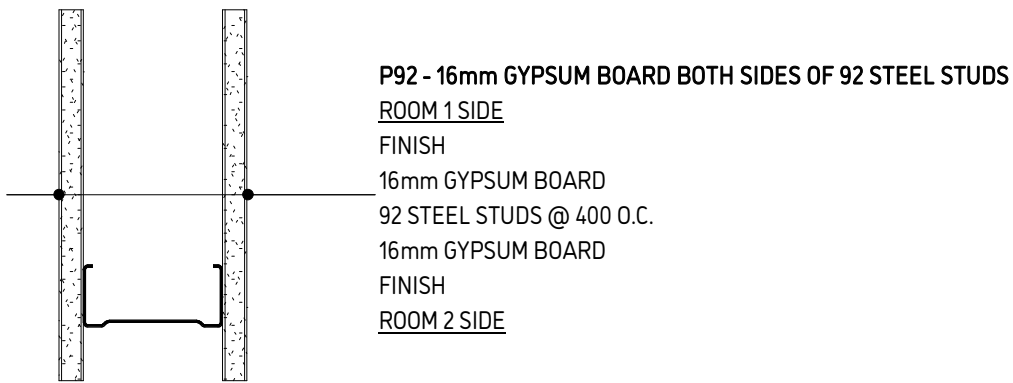 P92 - 16mm GYPSUM BOARD BOTH SIDES OF 92 STEEL STUDS
ROOM 1 SIDE
FINISH
16mm GYPSUM BOARD
92 STEEL STUDS @ 400 O.C.
16mm GYPSUM BOARD
FINISH
ROOM 2 SIDE